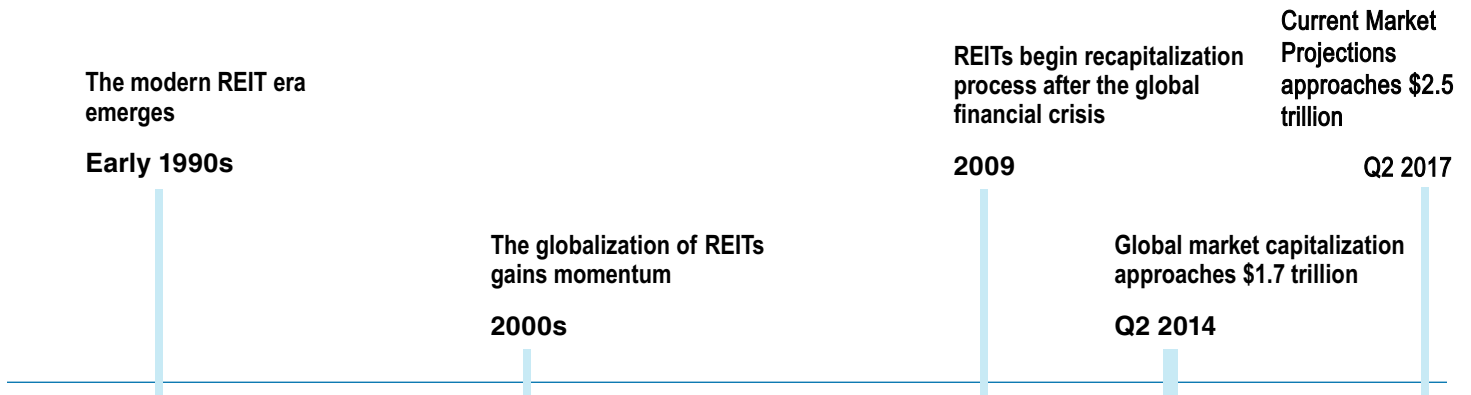 The modern REIT era
emerges
Early 1990s
The globalization of REITs
gains momentum
2000s
REITs begin recapitalization
process after the global
financial crisis
2009
Global market capitalization
approaches $1.7 trillion
Q2 2014
Current Market
Projections
approaches $2.5
trillion
Q2 2017